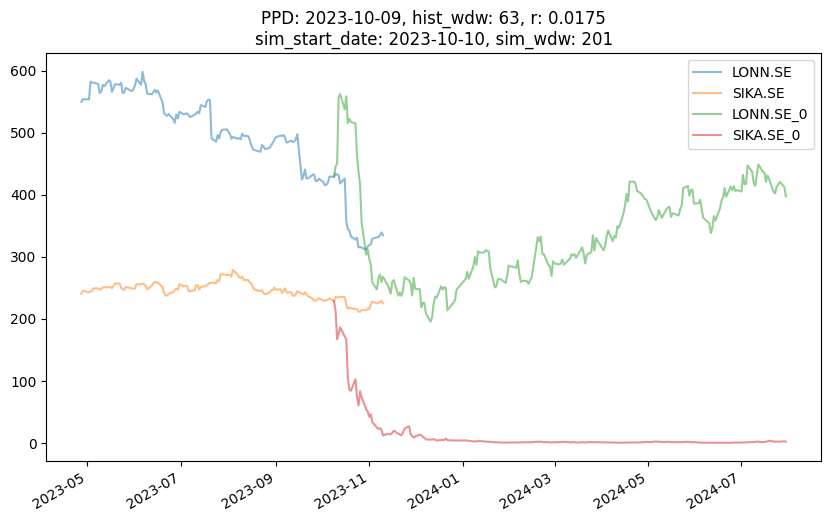 PPD: 2023-10-09, hist_wdw: 63, r: 0.0175
sim_start_date: 2023-10-10, sim_wdw: 201
LONN.SE
SIKA.SE
LONN.SE_0
SIKA.SE_0
600
500
400
300
200
100
0
2023-05
2023-07
2023-09
2023-11
2024-01
2024-03
2024-05
2024-07